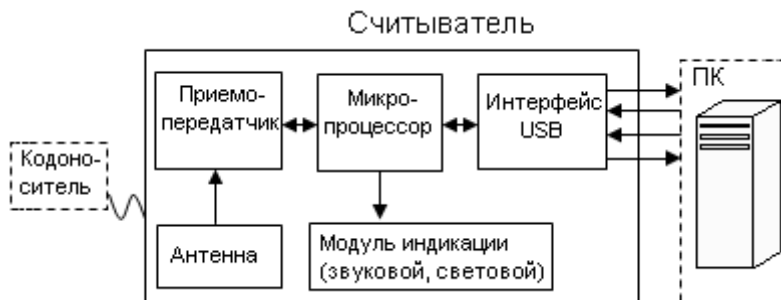 Считыватель
ПК
Приемо-
передатчик
Микро-
процессор
Интерфейс
USB
Кодоно-
ситель
Антенна
Модуль индикации
(звуковой, световой)